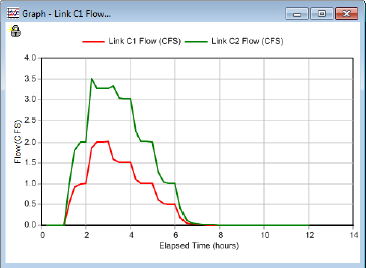 Graph - Link C1 Flow...
Link C1 Flow (CFS) Link C2 Flow (CFS)
4.0
3.5
3.0
2.5
2.0
1.5
1.0
0.5
0.0
Flow (CFS)
0 2 4 6 8 10 12 14
Elapsed Time (hours)